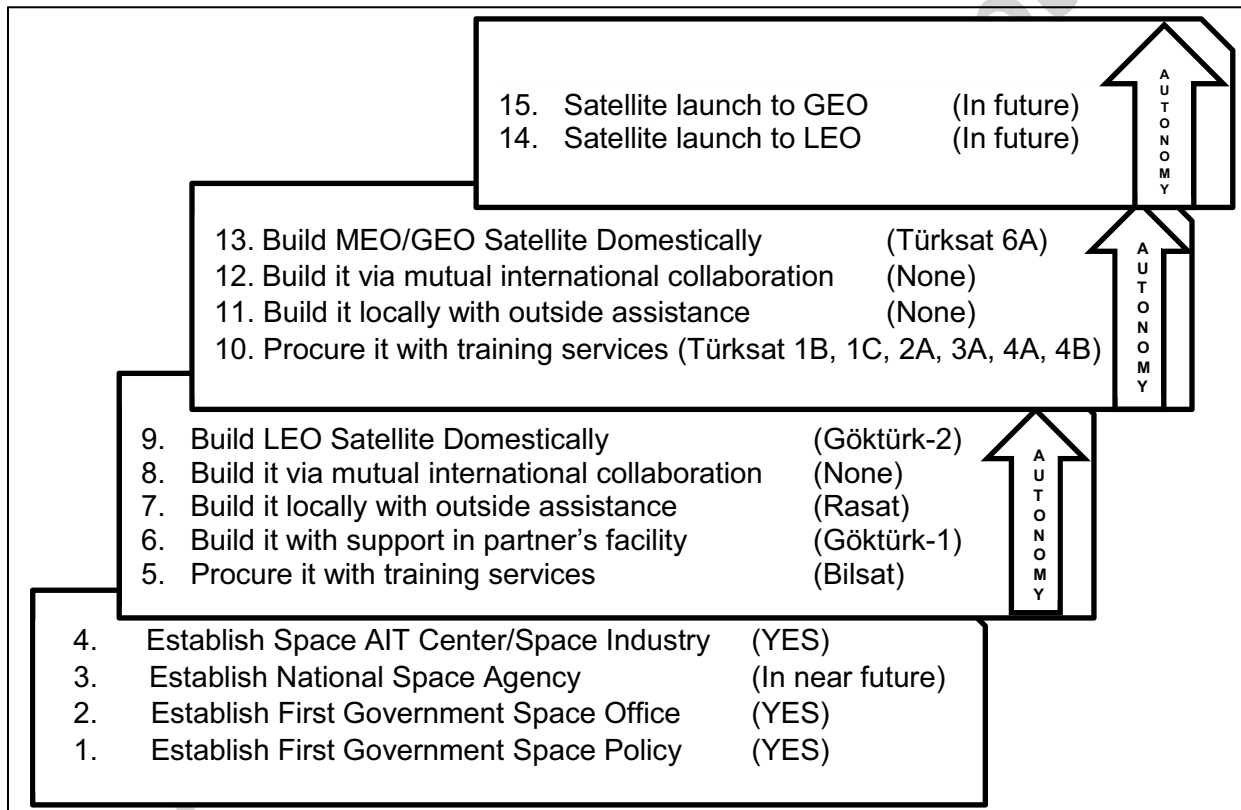 15. Satellite launch to GEO (In future)
14. Satellite launch to LEO (In future)
AUTONOMY
13. Build MEO/GEO Satellite Domestically (Türksat 6A)
12. Build it via mutual international collaboration (None)
11. Build it locally with outside assistance (None)
10. Procure it with training services (Türksat 1B, 1C, 2A, 3A, 4A, 4B)
AUTONOMY
9. Build LEO Satellite Domestically (Göktürk-2)
8. Build it via mutual international collaboration (None)
7. Build it locally with outside assistance (Rasat)
6. Build it with support in partner's facility (Göktürk-1)
5. Procure it with training services (Bilsat)
AUTONOMY
4. Establish Space AIT Center/Space Industry (YES)
3. Establish National Space Agency (In near future)
2. Establish First Government Space Office (YES)
1. Establish First Government Space Policy (YES)